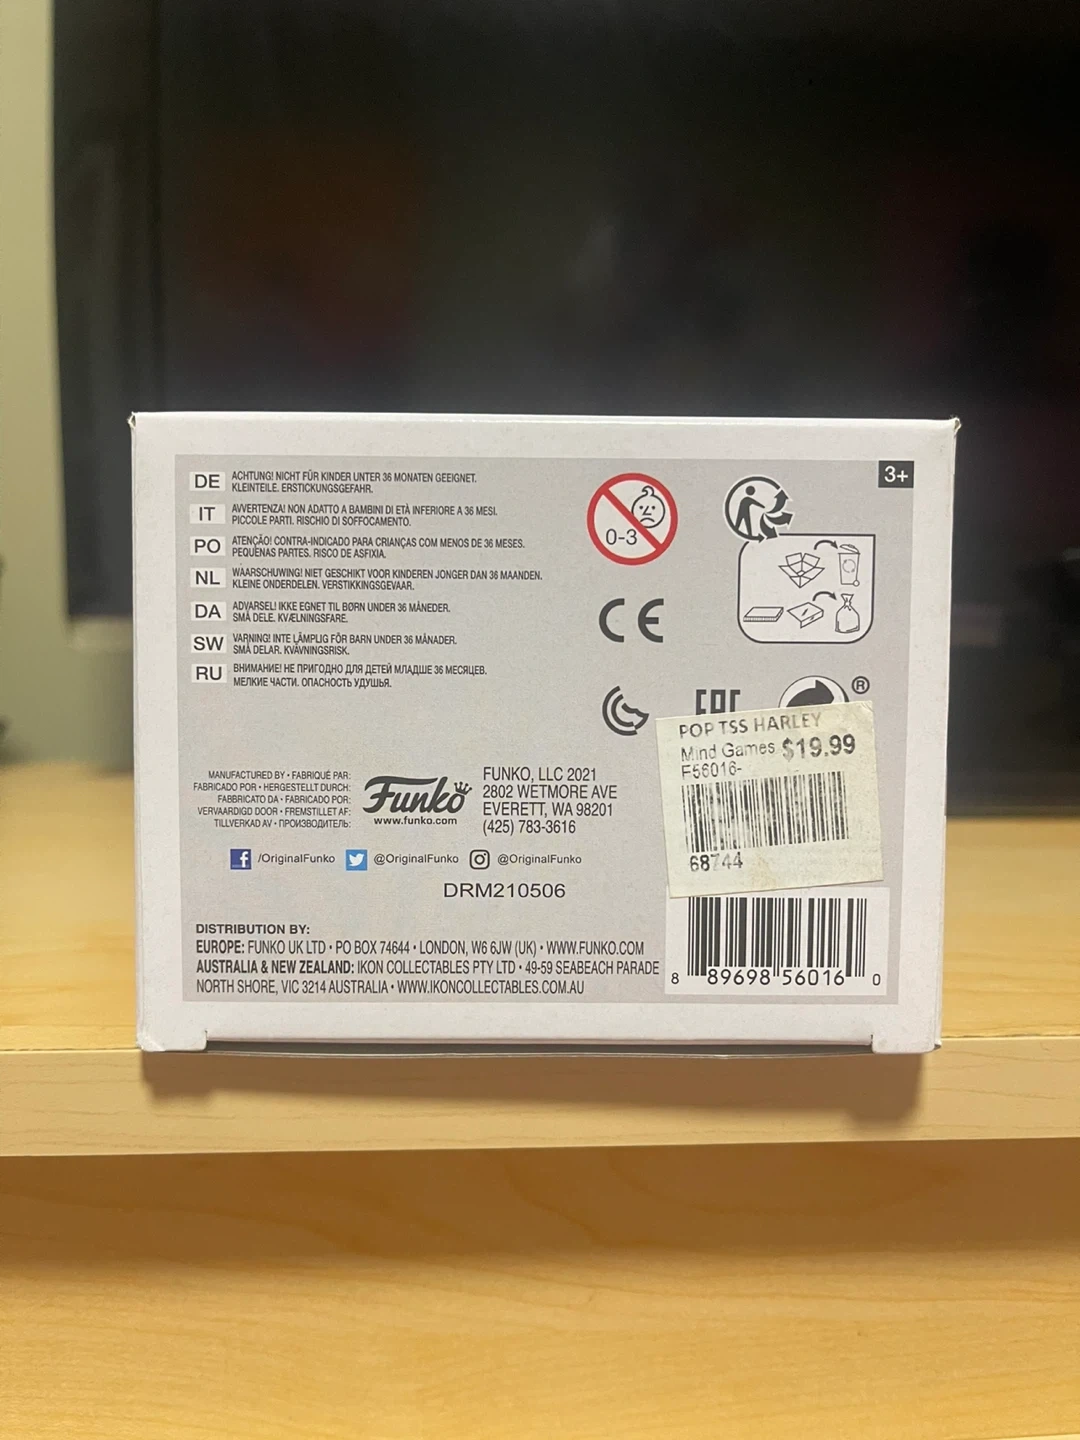 3+
DE ACHTUNG! NICHT FÜR KINDER UNTER 36 MONATEN GEEIGNET.
KLEINTEILE. ERSTICKUNGSGEFAHR.
IT AVVERTENZA! NON ADATTO A BAMBINI DI ETÀ INFERIORE A 36 MESI.
PICCOLE PARTI. RISCHIO DI SOFFOCAMENTO.
PO ATENÇÃO! CONTRA-INDICADO PARA CRIANÇAS COM MENOS DE 36 MESES.
PEQUENAS PARTES. RISCO DE ASFIXIA.
NL WAARSCHUWING! NIET GESCHIKT VOOR KINDEREN JONGER DAN 36 MAANDEN.
KLEINE ONDERDELEN. VERSTIKKINGSGEVAAR.
DA ADVARSEL! IKKE EGNET TIL BØRN UNDER 36 MÅNEDER.
SMÅ DELE. KVÆLNINGSFARE.
SW VARNING! INTE LÄMPLIG FÖR BARN UNDER 36 MÅNADER.
SMÅ DELAR. KVÄVNINGSRISK.
RU ВНИМАНИЕ! НЕ ПРИГОДНО ДЛЯ ДЕТЕЙ МЛАДШЕ 36 МЕСЯЦЕВ.
МЕЛКИЕ ЧАСТИ. ОПАСНОСТЬ УДУШЬЯ.
0-3
CE
EAC
®
POP TSS HARLEY
Mind Games $19.99
F56016-
68744
MANUFACTURED BY • FABRIQUÉ PAR:
FABRICADO POR • HERGESTELLT DURCH:
FABBRICATO DA • FABRICADO POR:
VERVAARDIGD DOOR • FREMSTILLET AF:
TILLVERKAD AV • ПРОИЗВОДИТЕЛЬ:
Funko
www.funko.com
FUNKO, LLC 2021
2802 WETMORE AVE
EVERETT, WA 98201
(425) 783-3616
/OriginalFunko @OriginalFunko @OriginalFunko
DRM210506
DISTRIBUTION BY:
EUROPE: FUNKO UK LTD • PO BOX 74644 • LONDON, W6 6JW (UK) • WWW.FUNKO.COM
AUSTRALIA & NEW ZEALAND: IKON COLLECTABLES PTY LTD • 49-59 SEABEACH PARADE
NORTH SHORE, VIC 3214 AUSTRALIA • WWW.IKONCOLLECTABLES.COM.AU
8 89698 56016 0